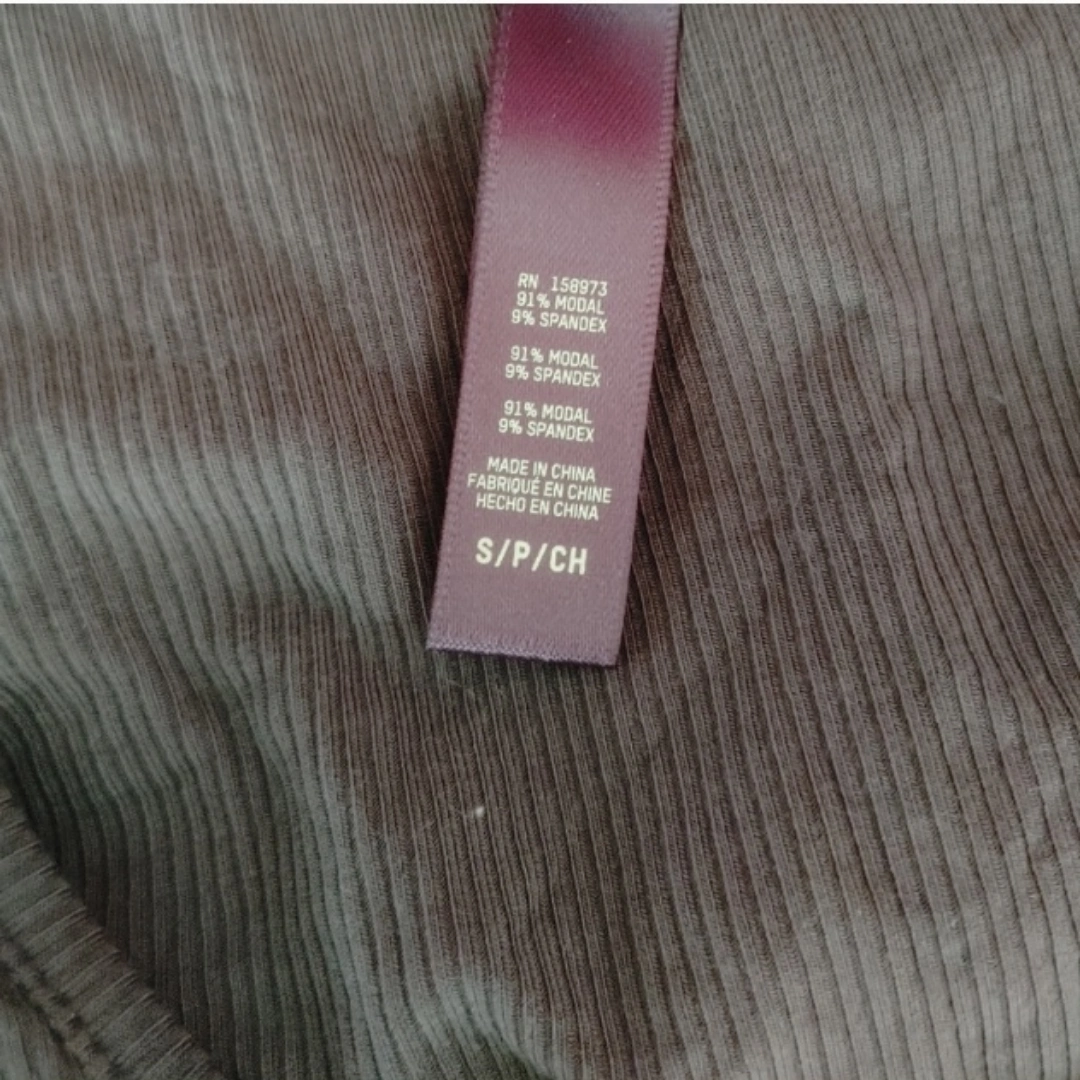 RN 158973
91% MODAL
9% SPANDEX
91% MODAL
9% SPANDEX
91% MODAL
9% SPANDEX
MADE IN CHINA
FABRIQUÉ EN CHINE
HECHO EN CHINA
S/P/CH